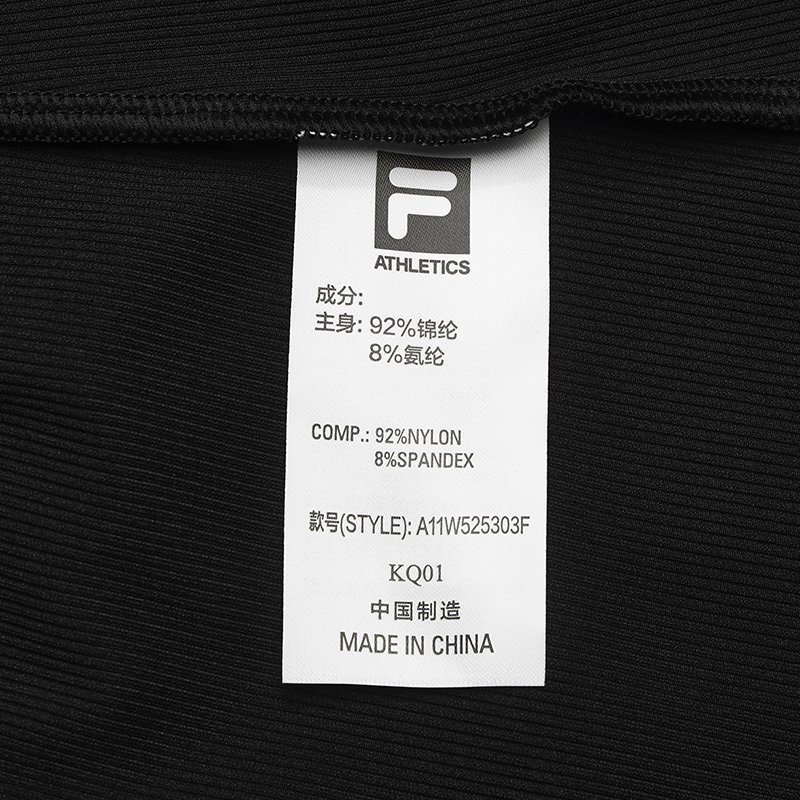 F
ATHLETICS
成分:
主身: 92%锦纶
8%氨纶
COMP.: 92%NYLON
8%SPANDEX
款号(STYLE): A11W525303F
KQ01
中国制造
MADE IN CHINA